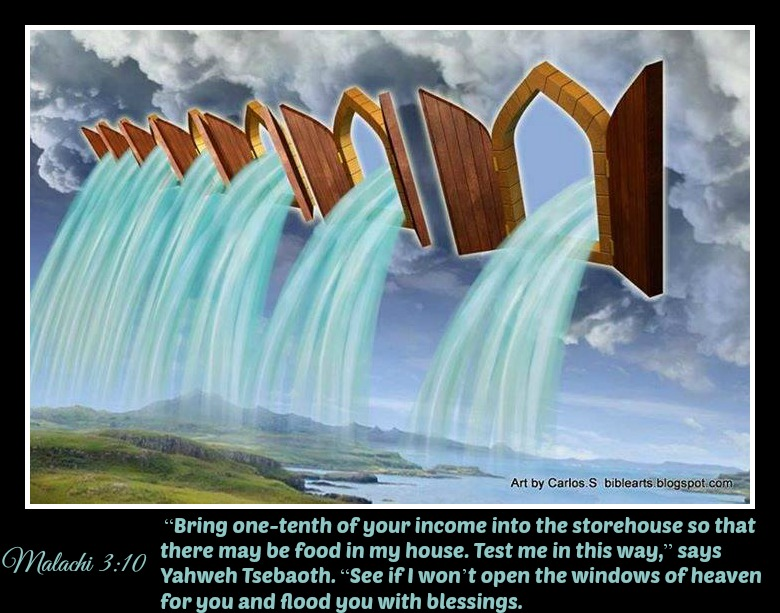 Art by Carlos.S biblearts.blogspot.com
Malachi 3:10
“Bring one-tenth of your income into the storehouse so that
there may be food in my house. Test me in this way,” says
Yahweh Tsebaoth. “See if I won’t open the windows of heaven
for you and flood you with blessings.